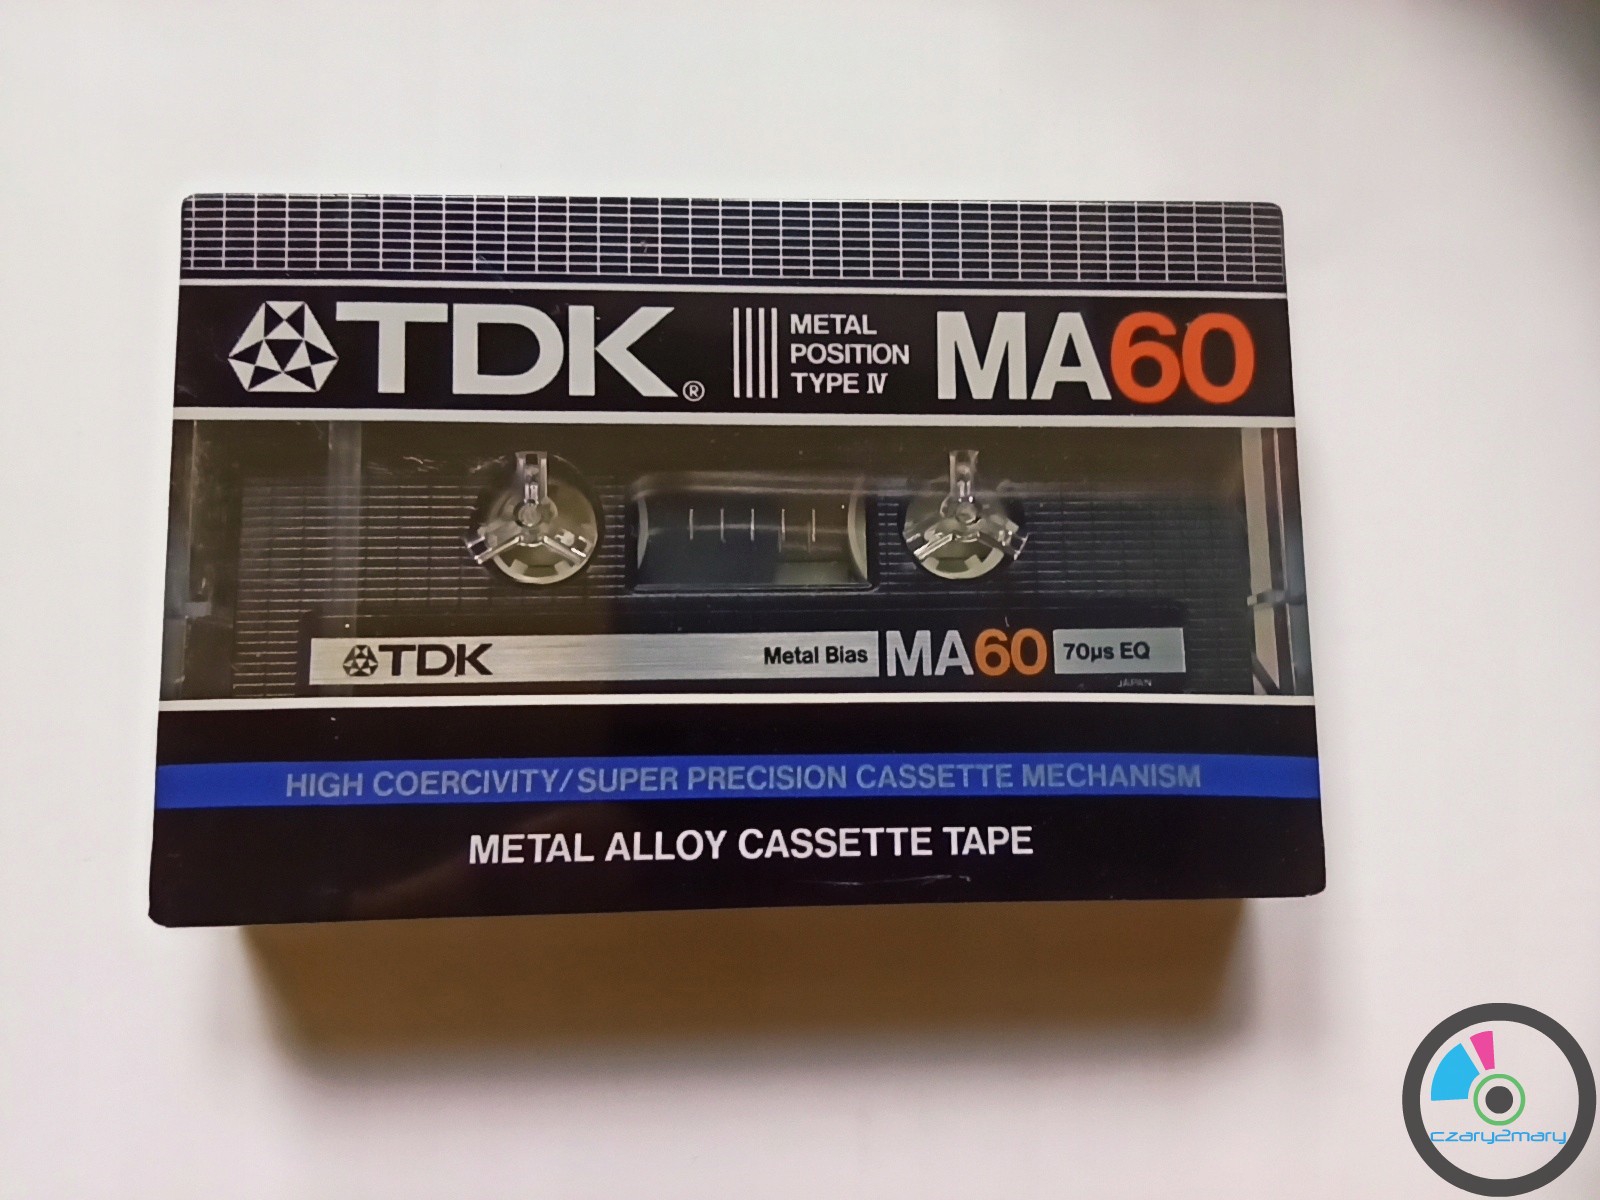 TDK® METAL POSITION TYPE IV MA60
TDK Metal Bias MA60 70µs EQ
JAPAN
HIGH COERCIVITY/SUPER PRECISION CASSETTE MECHANISM
METAL ALLOY CASSETTE TAPE
czary2mary